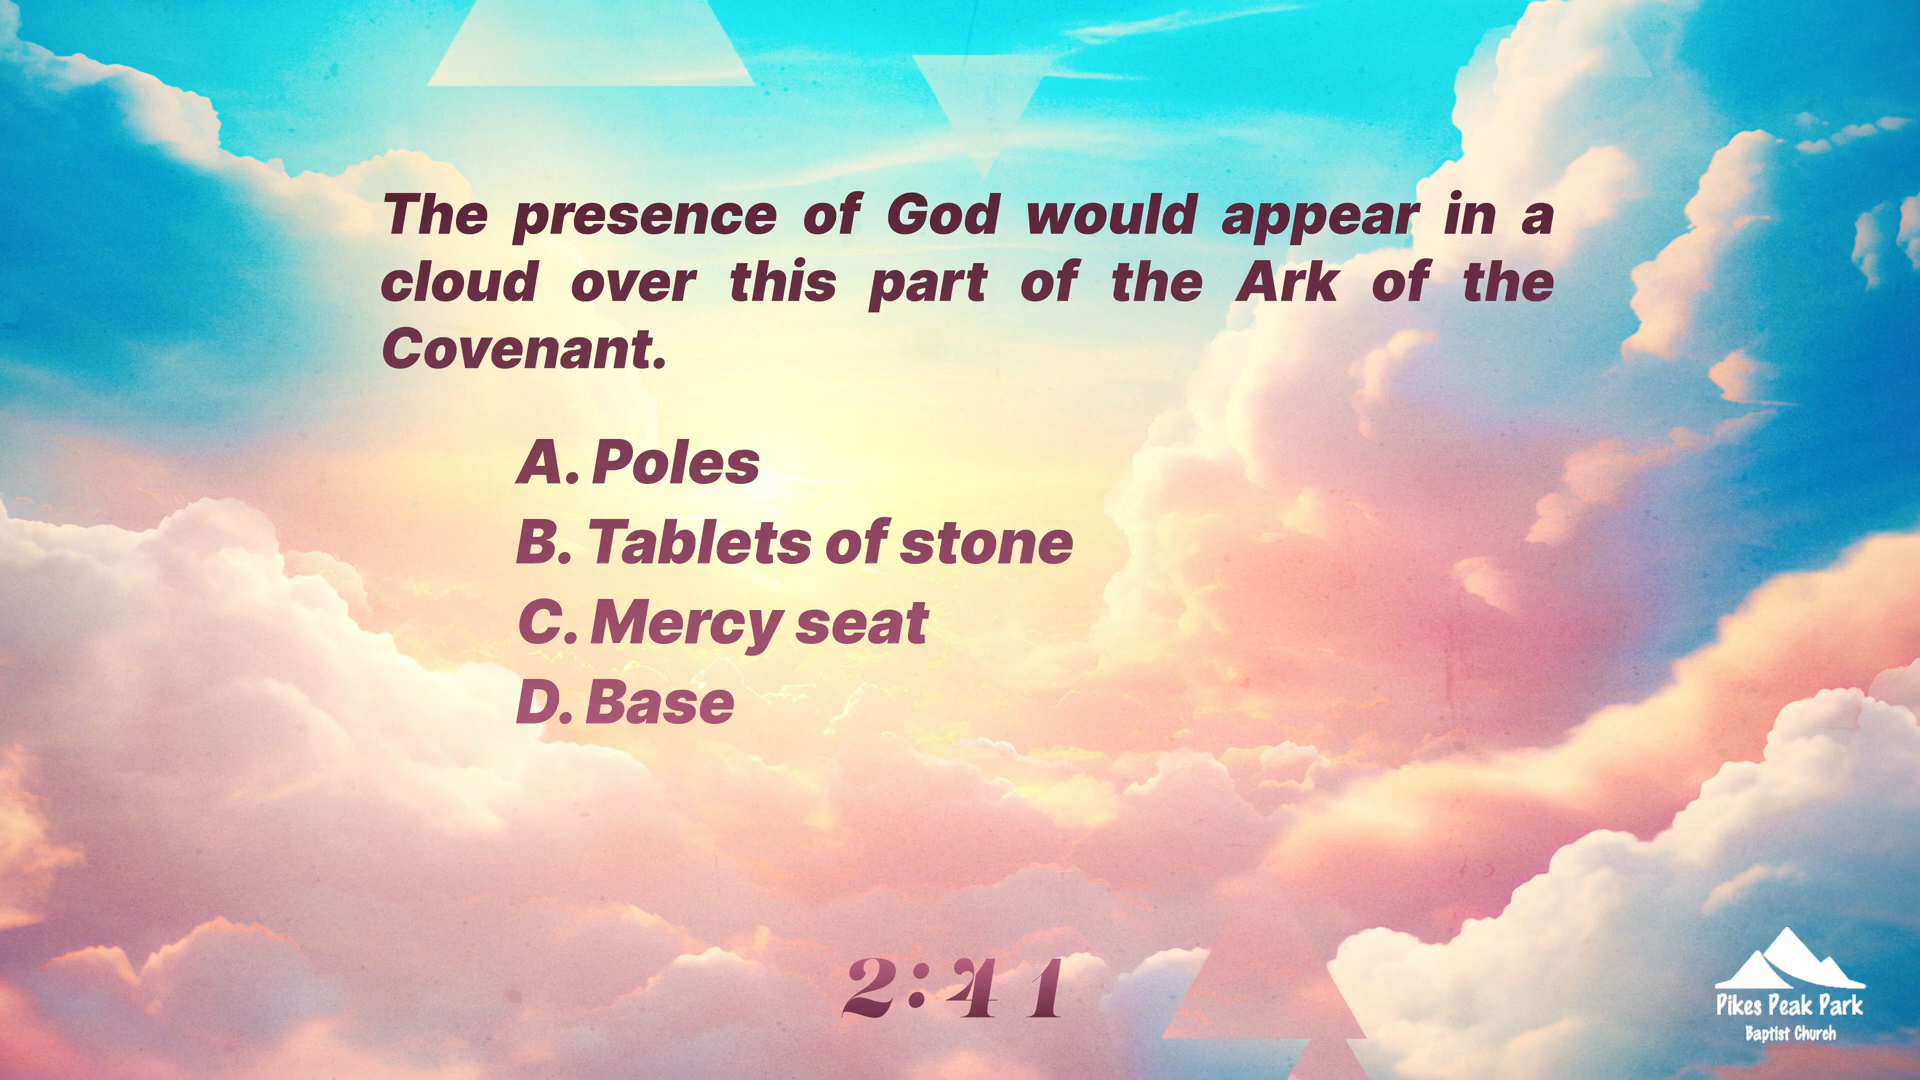 The presence of God would appear in a
cloud over this part of the Ark of the
Covenant.
A. Poles
B. Tablets of stone
C. Mercy seat
D. Base
2:41
Pikes Peak Park
Baptist Church